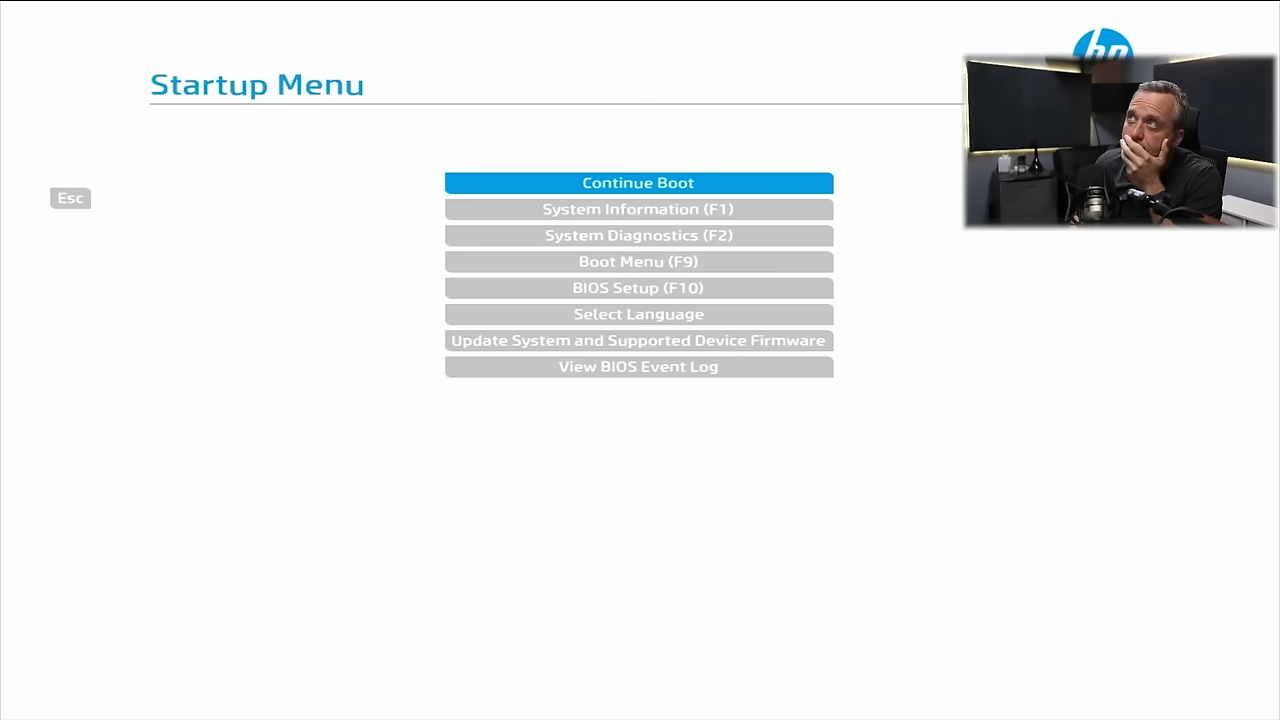 hp
Startup Menu
Esc
Continue Boot
System Information (F1)
System Diagnostics (F2)
Boot Menu (F9)
BIOS Setup (F10)
Select Language
Update System and Supported Device Firmware
View BIOS Event Log